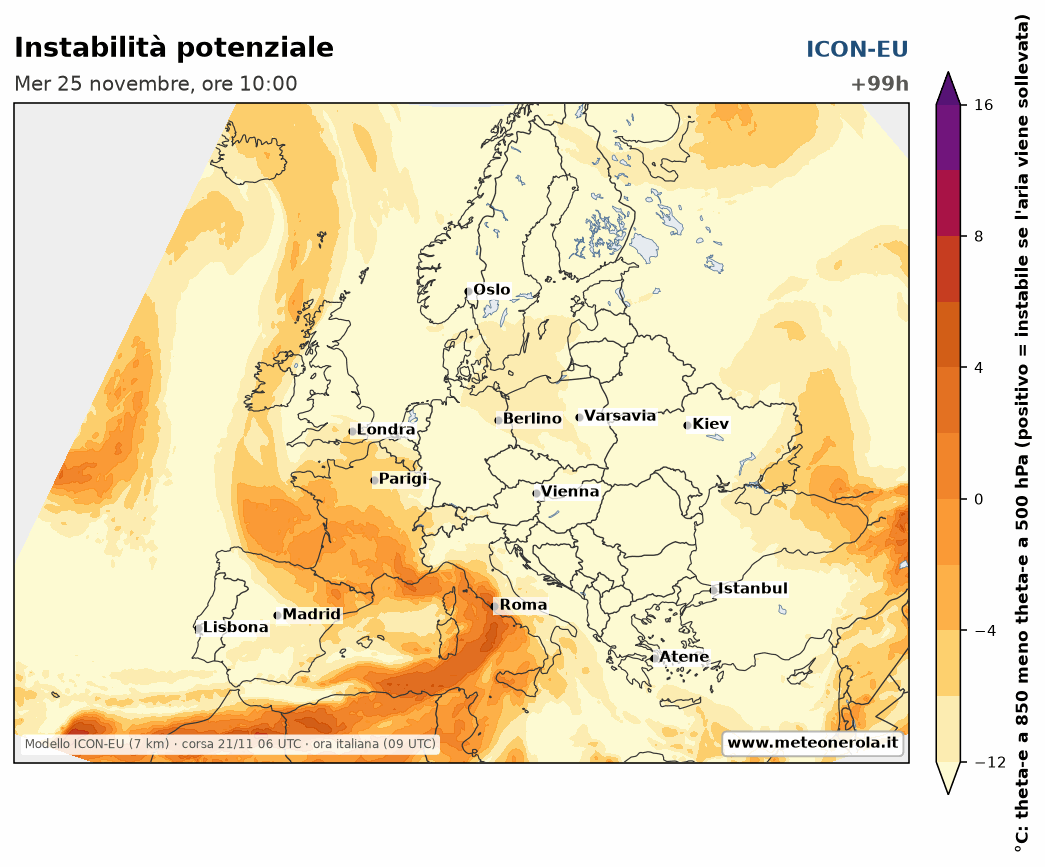 Instabilità potenziale
ICON-EU
Mer 25 novembre, ore 10:00
+99h
Oslo
Londra
Berlino
Varsavia
Kiev
Parigi
Vienna
Istanbul
Roma
Madrid
Lisbona
Atene
Modello ICON-EU (7 km) · corsa 21/11 06 UTC · ora italiana (09 UTC)
www.meteonerola.it
16
8
4
0
−4
−12
°C: theta-e a 850 meno theta-e a 500 hPa (positivo = instabile se l'aria viene sollevata)